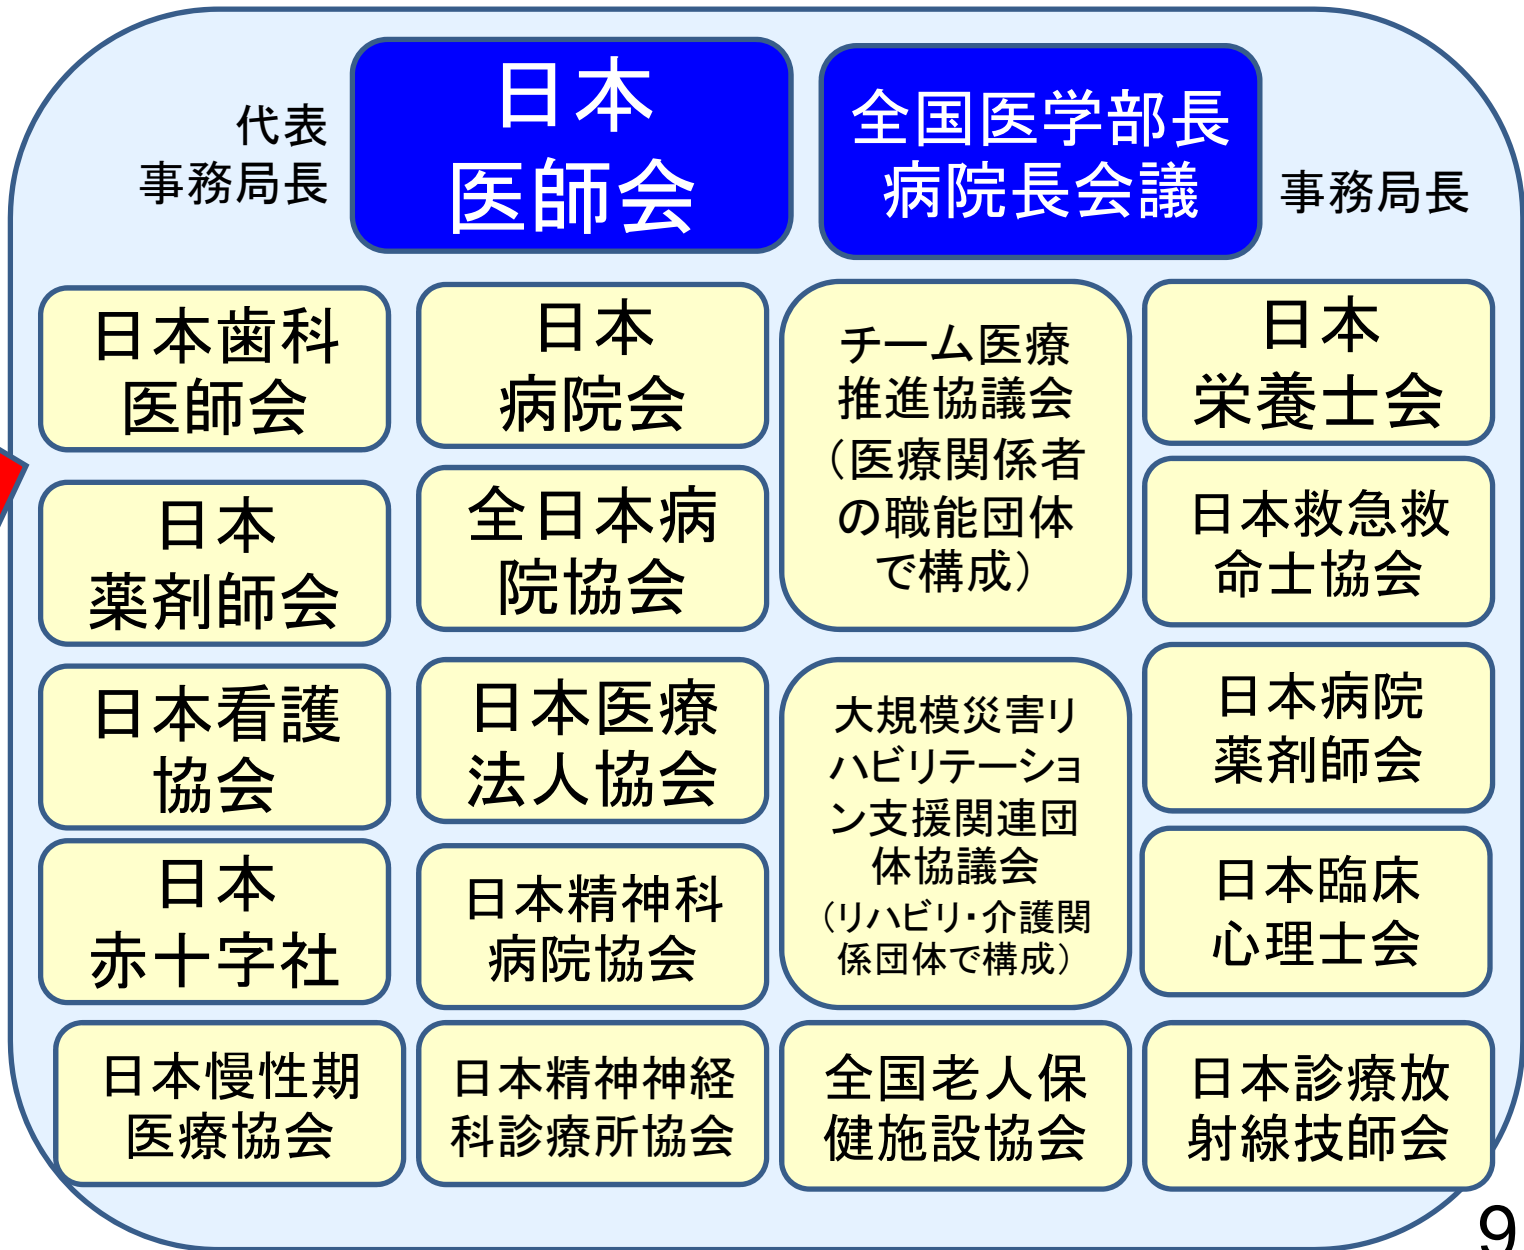 代表
事務局長
日本
医師会
全国医学部長
病院長会議
事務局長
日本歯科
医師会
日本
病院会
チーム医療
推進協議会
（医療関係者
の職能団体
で構成）
日本
栄養士会
日本
薬剤師会
全日本病
院協会
日本救急救
命士協会
日本看護
協会
日本医療
法人協会
大規模災害リ
ハビリテーショ
ン支援関連団
体協議会
（リハビリ・介護関
係団体で構成）
日本病院
薬剤師会
日本
赤十字社
日本精神科
病院協会
日本臨床
心理士会
日本慢性期
医療協会
日本精神神経
科診療所協会
全国老人保
健施設協会
日本診療放
射線技師会
9